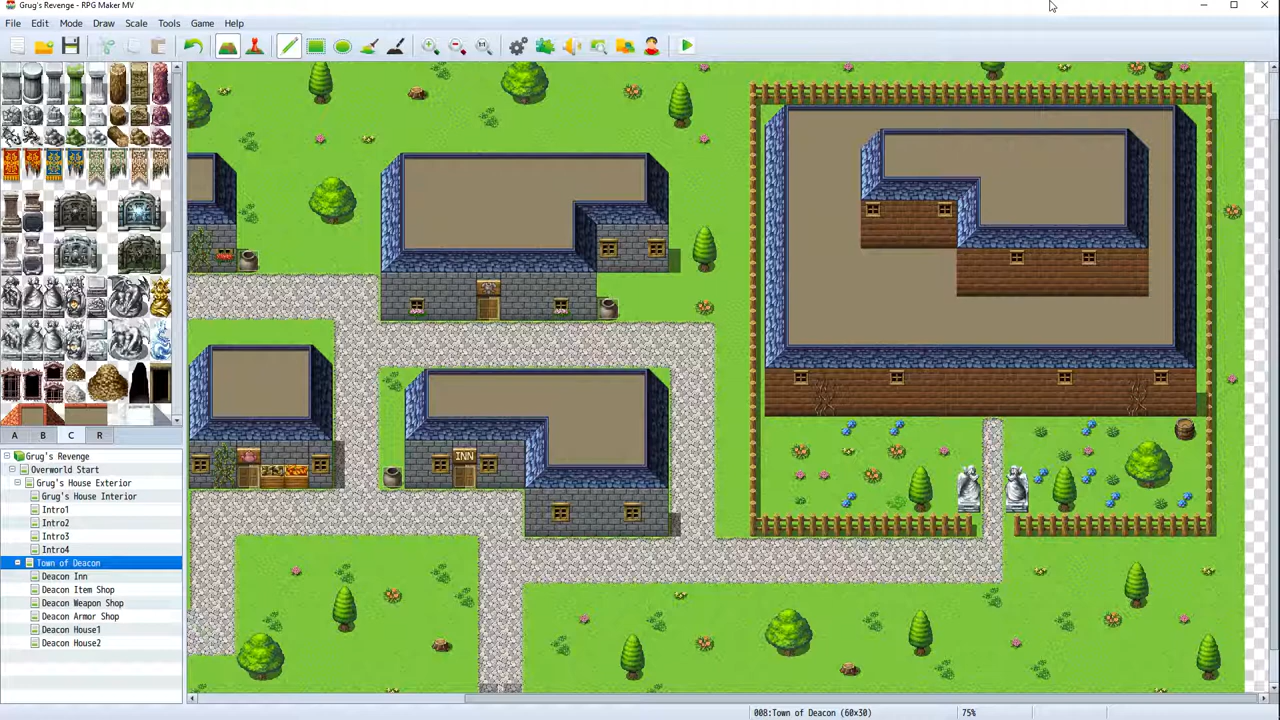 Grug's Revenge - RPG Maker MV
File Edit Mode Draw Scale Tools Game Help
INN
A B C R
Grug's Revenge
Overworld Start
Grug's House Exterior
Grug's House Interior
Intro1
Intro2
Intro3
Intro4
Town of Deacon
Deacon Inn
Deacon Item Shop
Deacon Weapon Shop
Deacon Armor Shop
Deacon House1
Deacon House2
008:Town of Deacon (60x30) 75%